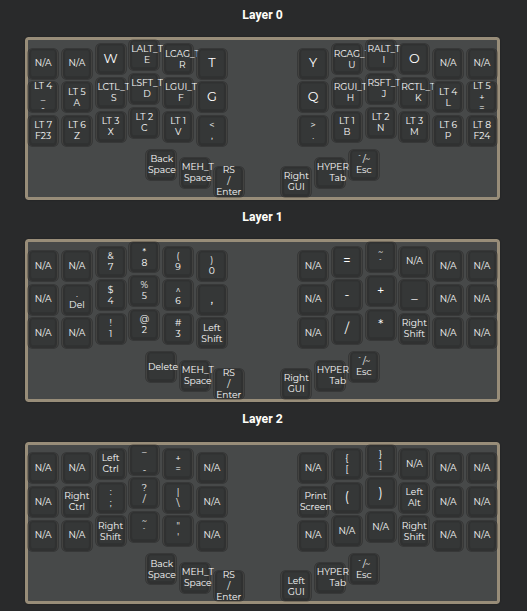 Layer 0
N/A N/A W LALT_T E LCAG_T R T Y RCAG_ U RALT_T I O N/A N/A
LT 4 _ - LT 5 A LCTL_T S LSFT_T D LGUI_T F G Q RGUI_T H RSFT_T J RCTL_T K LT 4 L LT 5 + =
LT 7 F23 LT 6 Z LT 3 X LT 2 C LT 1 V < , > . LT 1 B LT 2 N LT 3 M LT 6 P LT 8 F24
Back Space MEH_T Space RS / Enter Right GUI HYPER Tab ` /~ Esc
Layer 1
N/A N/A & 7 * 8 ( 9 ) 0 N/A = ~ ` N/A N/A N/A
N/A . Del $ 4 % 5 ^ 6 , N/A - + _ N/A N/A
N/A N/A ! 1 @ 2 # 3 Left Shift N/A / * Right Shift N/A N/A
Delete MEH_T Space RS / Enter Right GUI HYPER Tab ` /~ Esc
Layer 2
N/A N/A Left Ctrl _ - + = N/A N/A { [ } ] N/A N/A N/A
N/A Right Ctrl : ; ? / | \ N/A Print Screen ( ) Left Alt N/A N/A
N/A N/A Right Shift ~ ` " ' N/A N/A N/A N/A Right Shift N/A N/A
Back Space MEH_T Space RS / Enter Left GUI HYPER Tab ` /~ Esc